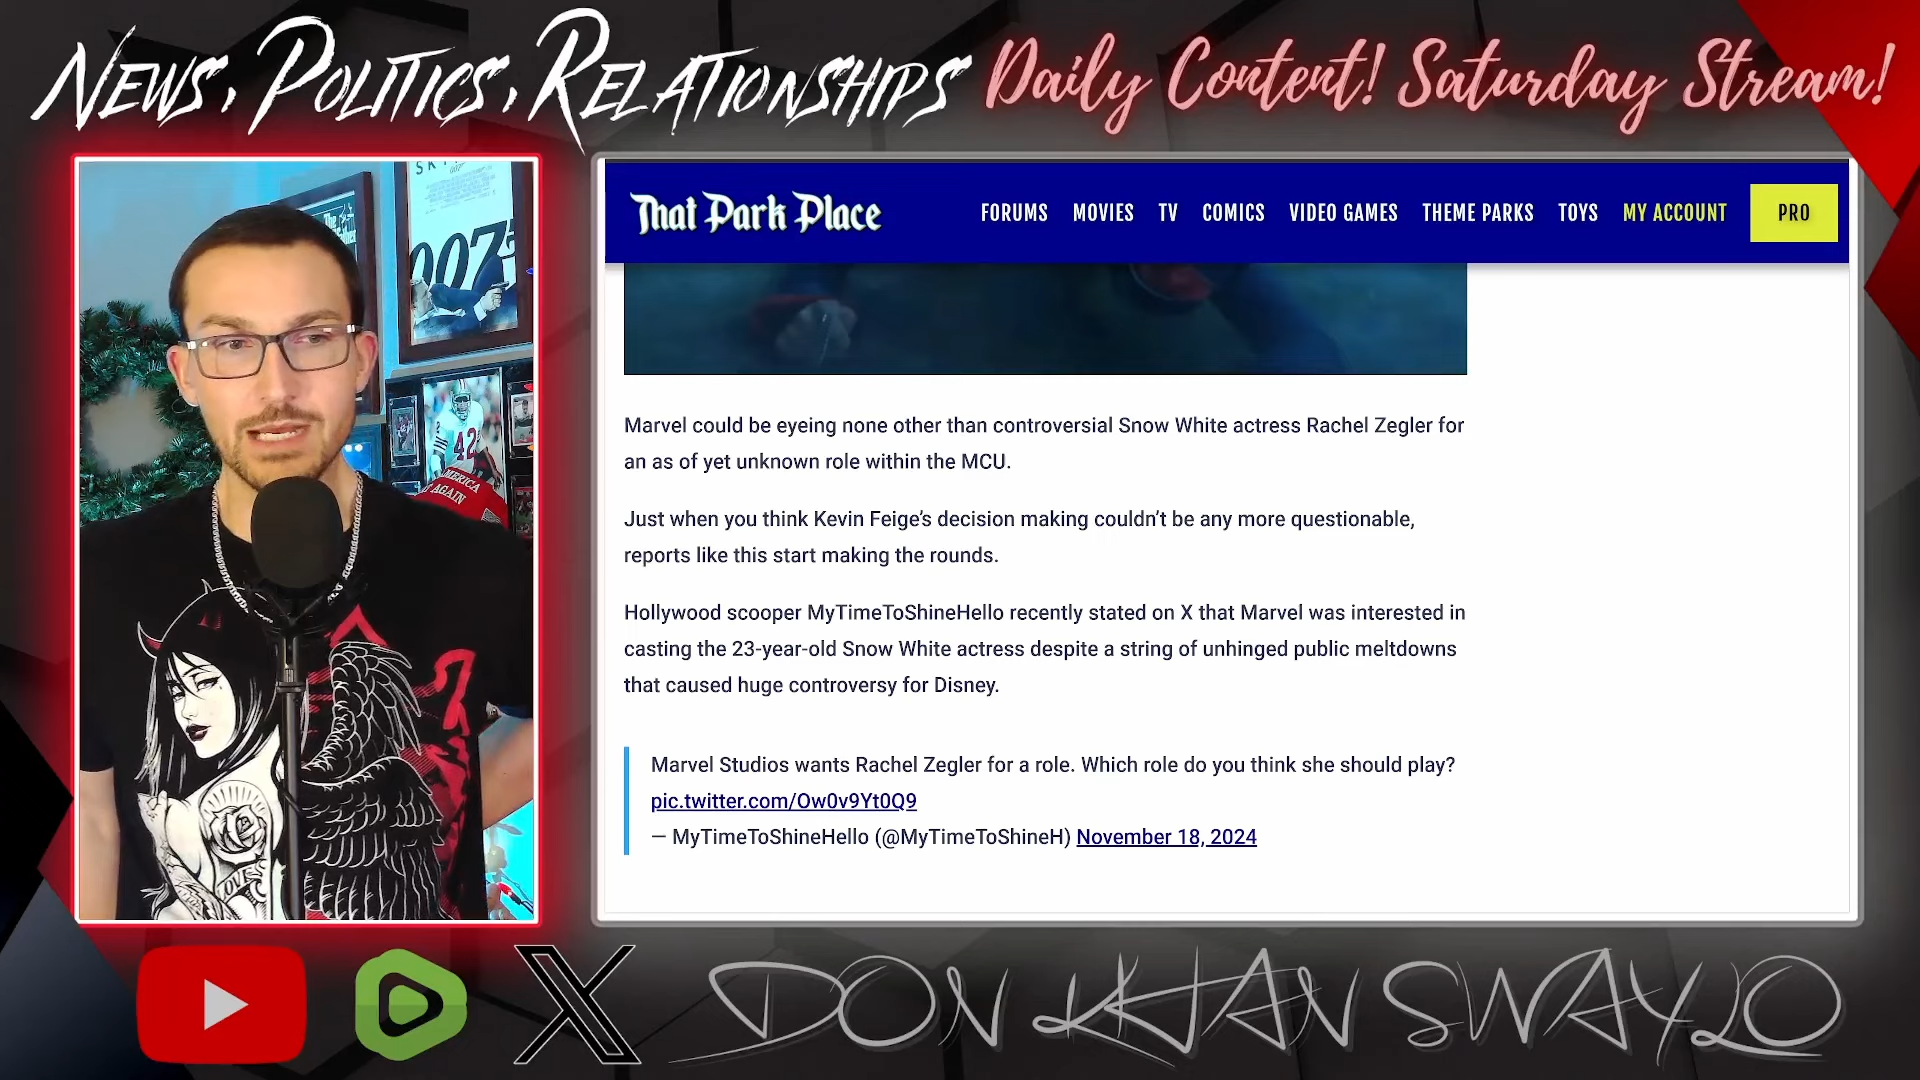 NEWS, POLITICS, RELATIONSHIPS Daily Content! Saturday Stream!
SKY
007
The
42
AMERICA
AGAIN
LOVE
That Park Place
FORUMS MOVIES TV COMICS VIDEO GAMES THEME PARKS TOYS MY ACCOUNT PRO
Marvel could be eyeing none other than controversial Snow White actress Rachel Zegler for
an as of yet unknown role within the MCU.
Just when you think Kevin Feige’s decision making couldn’t be any more questionable,
reports like this start making the rounds.
Hollywood scooper MyTimeToShineHello recently stated on X that Marvel was interested in
casting the 23-year-old Snow White actress despite a string of unhinged public meltdowns
that caused huge controversy for Disney.
Marvel Studios wants Rachel Zegler for a role. Which role do you think she should play?
pic.twitter.com/Ow0v9Yt0Q9
— MyTimeToShineHello (@MyTimeToShineH) November 18, 2024
X DON KHAN SWAYLO